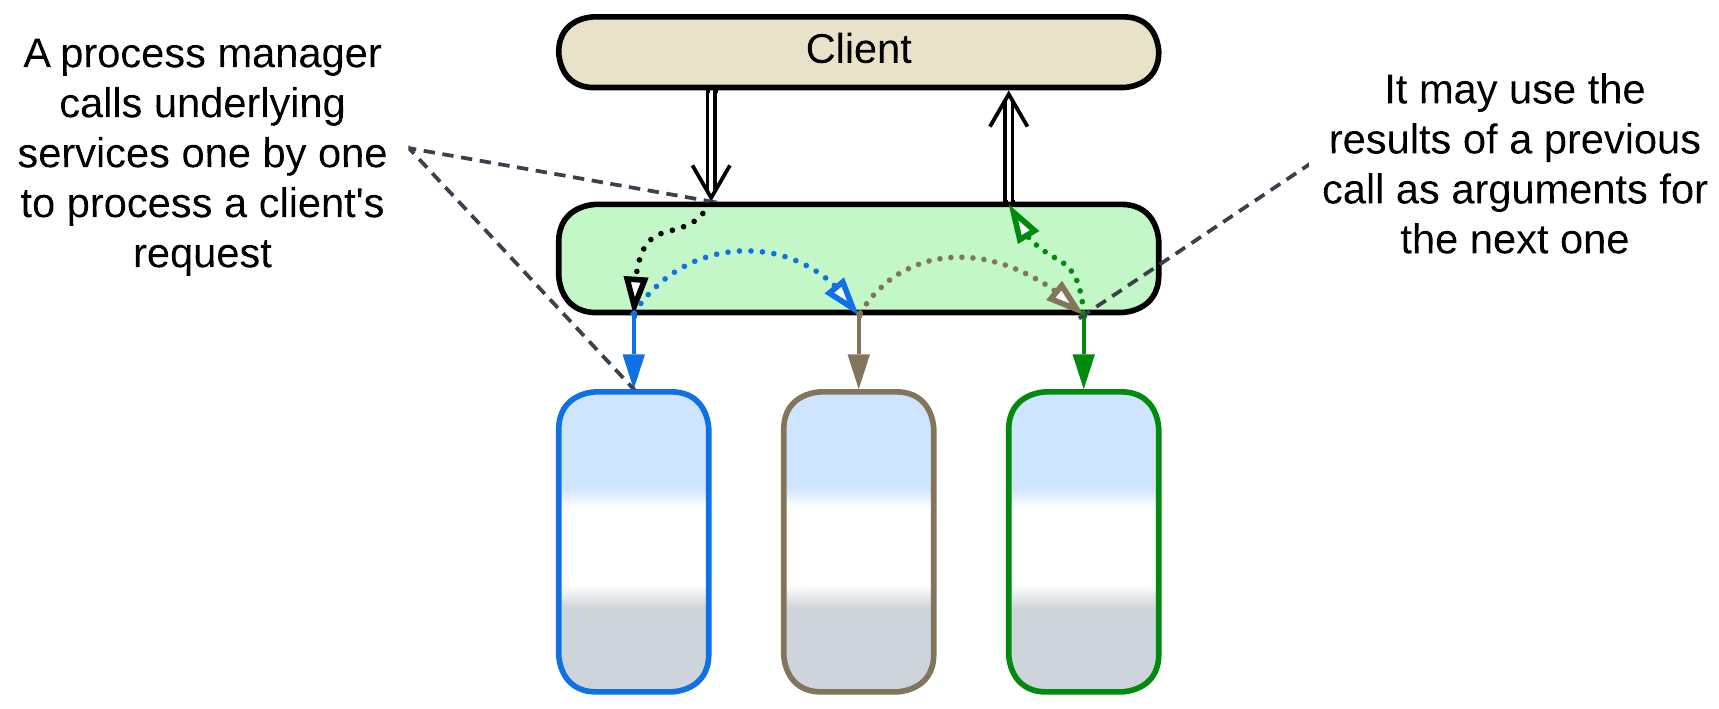 A process manager
calls underlying
services one by one
to process a client's
request
Client
It may use the
results of a previous
call as arguments for
the next one